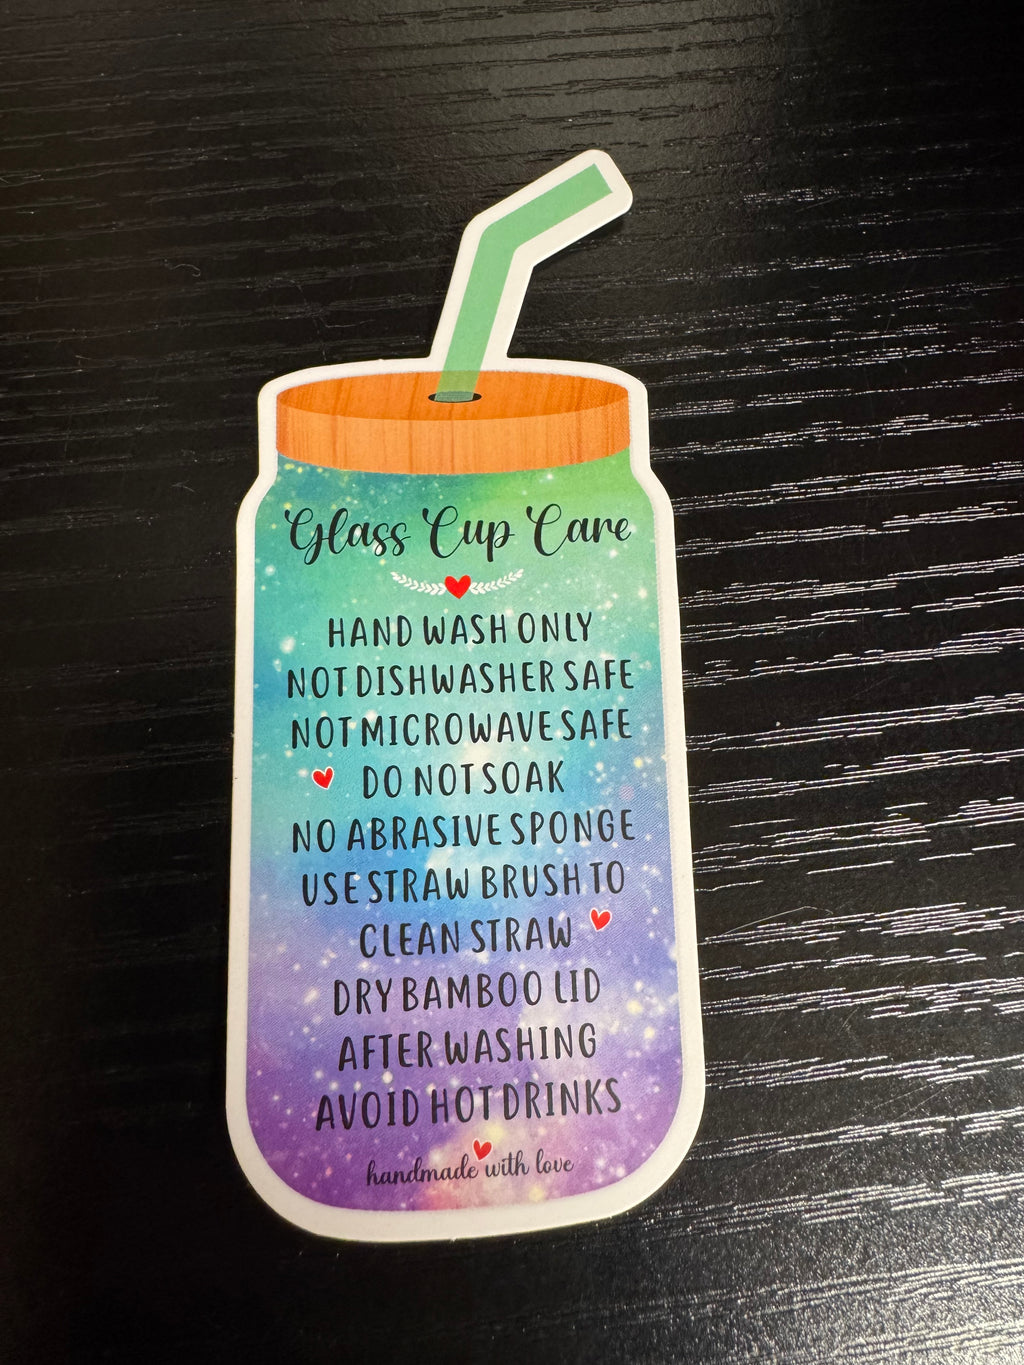 Glass Cup Care
HAND WASH ONLY
NOT DISHWASHER SAFE
NOT MICROWAVE SAFE
DO NOT SOAK
NO ABRASIVE SPONGE
USE STRAW BRUSH TO
CLEAN STRAW
DRY BAMBOO LID
AFTER WASHING
AVOID HOT DRINKS
handmade with love